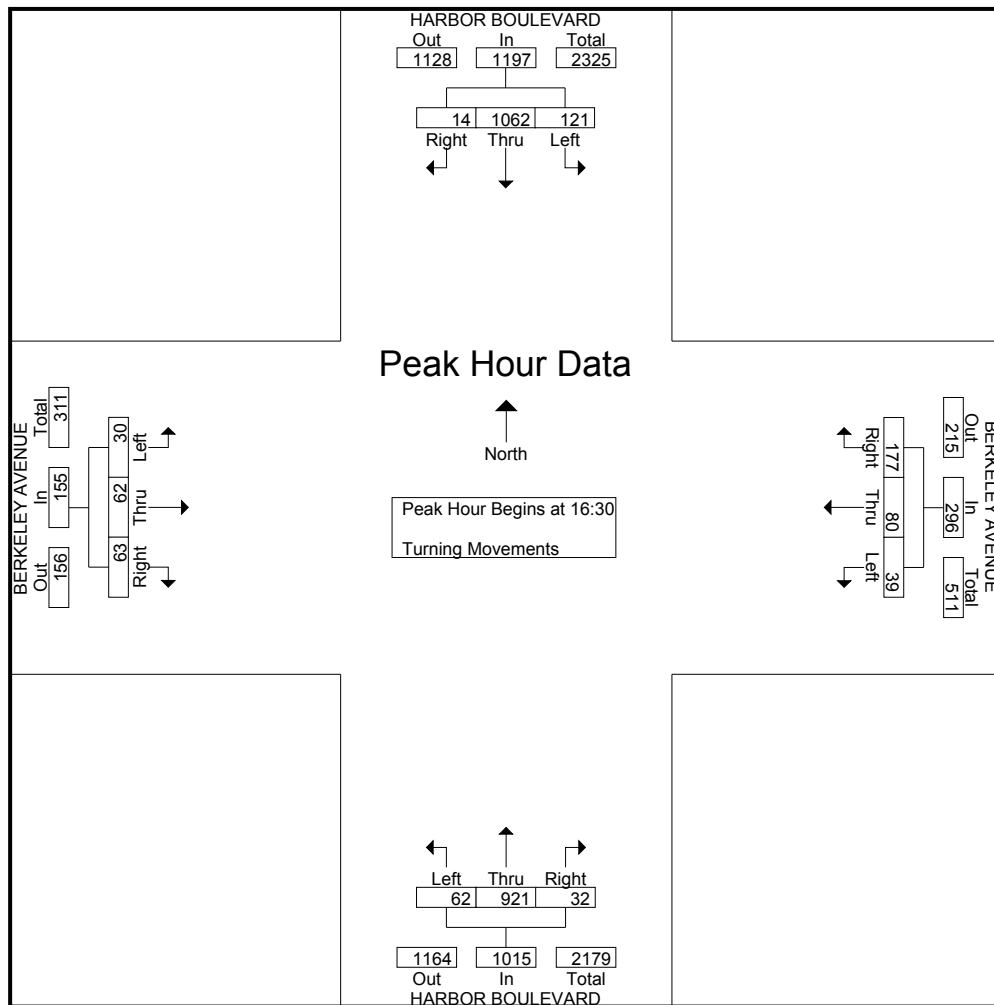 HARBOR BOULEVARD
Out In Total
1128 1197 2325
14 1062 121
Right Thru Left
Peak Hour Data
North
Peak Hour Begins at 16:30
Turning Movements
BERKELEY AVENUE
Out In Total
156 155 311
Right Thru Left
63 62 30
BERKELEY AVENUE
Out In Total
215 296 511
177 80 39
Right Thru Left
Left Thru Right
62 921 32
1164 1015 2179
Out In Total
HARBOR BOULEVARD